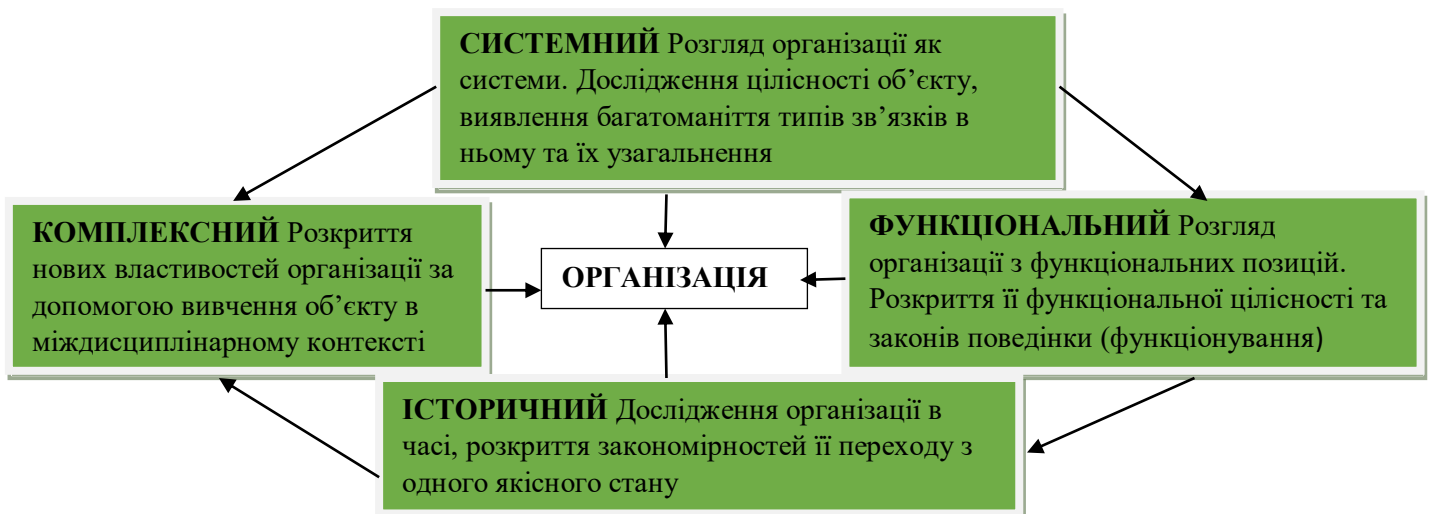 СИСТЕМНИЙ Розгляд організації як
системи. Дослідження цілісності об’єкту,
виявлення багатоманіття типів зв’язків в
ньому та їх узагальнення
КОМПЛЕКСНИЙ Розкриття
нових властивостей організації за
допомогою вивчення об’єкту в
міждисциплінарному контексті
ОРГАНІЗАЦІЯ
ФУНКЦІОНАЛЬНИЙ Розгляд
організації з функціональних позицій.
Розкриття її функціональної цілісності та
законів поведінки (функціонування)
ІСТОРИЧНИЙ Дослідження організації в
часі, розкриття закономірностей її переходу з
одного якісного стану